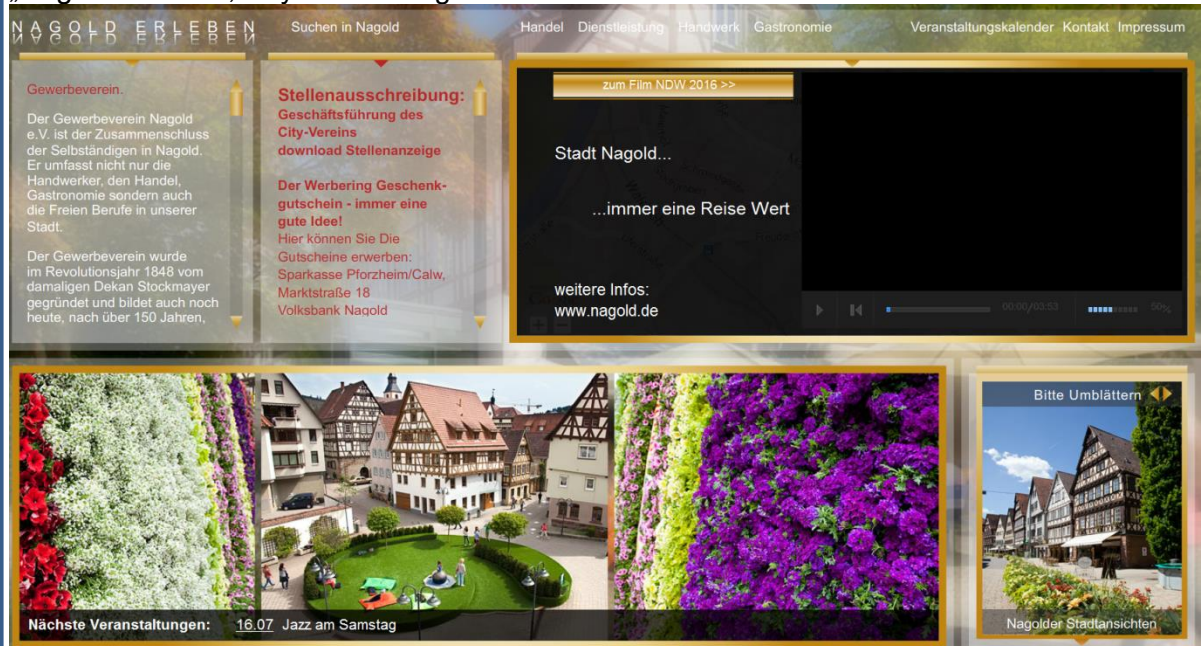 NAGOLD ERLEBEN
Suchen in Nagold
Handel Dienstleistung Handwerk Gastronomie
Veranstaltungskalender Kontakt Impressum
Gewerbeverein.
Der Gewerbeverein Nagold
e.V. ist der Zusammenschluss
der Selbständigen in Nagold.
Er umfasst nicht nur die
Handwerker, den Handel,
Gastronomie sondern auch
die Freien Berufe in unserer
Stadt.
Der Gewerbeverein wurde
im Revolutionsjahr 1848 vom
damaligen Dekan Stockmayer
gegründet und bildet auch noch
heute, nach über 150 Jahren,
Stellenausschreibung:
Geschäftsführung des
City-Vereins
download Stellenanzeige
Der Werbering Geschenk-
gutschein - immer eine
gute Idee!
Hier können Sie Die
Gutscheine erwerben:
Sparkasse Pforzheim/Calw,
Marktstraße 18
Volksbank Nagold
zum Film NDW 2016 >>
Stadt Nagold...
...immer eine Reise Wert
weitere Infos:
www.nagold.de
00:00/03:53
50%
Nächste Veranstaltungen: 16.07 Jazz am Samstag
Bitte Umblättern
Nagolder Stadtansichten